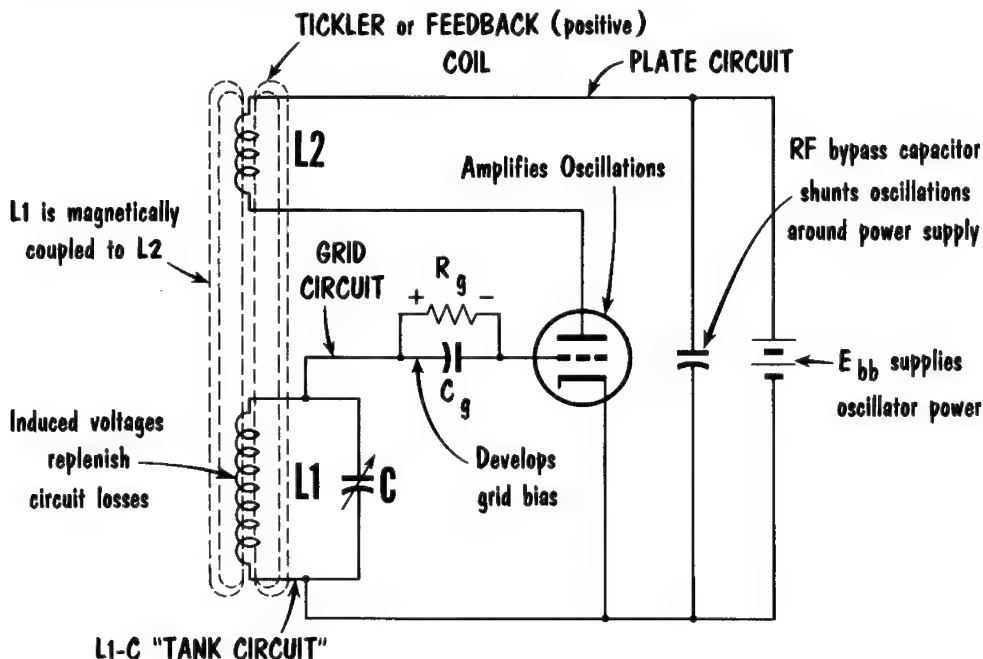 TICKLER or FEEDBACK (positive)
COIL
PLATE CIRCUIT
L2
Amplifies Oscillations
RF bypass capacitor
shunts oscillations
around power supply
L1 is magnetically
coupled to L2
GRID
CIRCUIT
R g
+ −
C g
E bb supplies
oscillator power
Induced voltages
replenish
circuit losses
L1
C
Develops
grid bias
L1-C "TANK CIRCUIT"